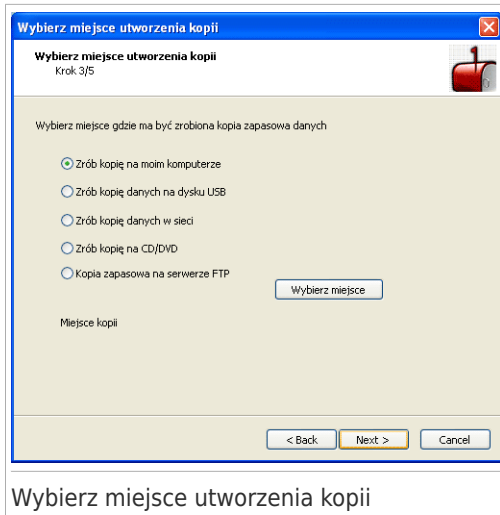 Wybierz miejsce utworzenia kopii
Wybierz miejsce utworzenia kopii
Krok 3/5
Wybierz miejsce gdzie ma być zrobiona kopia zapasowa danych
Zrób kopię na moim komputerze
Zrób kopię danych na dysku USB
Zrób kopię danych w sieci
Zrób kopię na CD/DVD
Kopia zapasowa na serwerze FTP
Wybierz miejsce
Miejsce kopii
< Back Next > Cancel
Wybierz miejsce utworzenia kopii